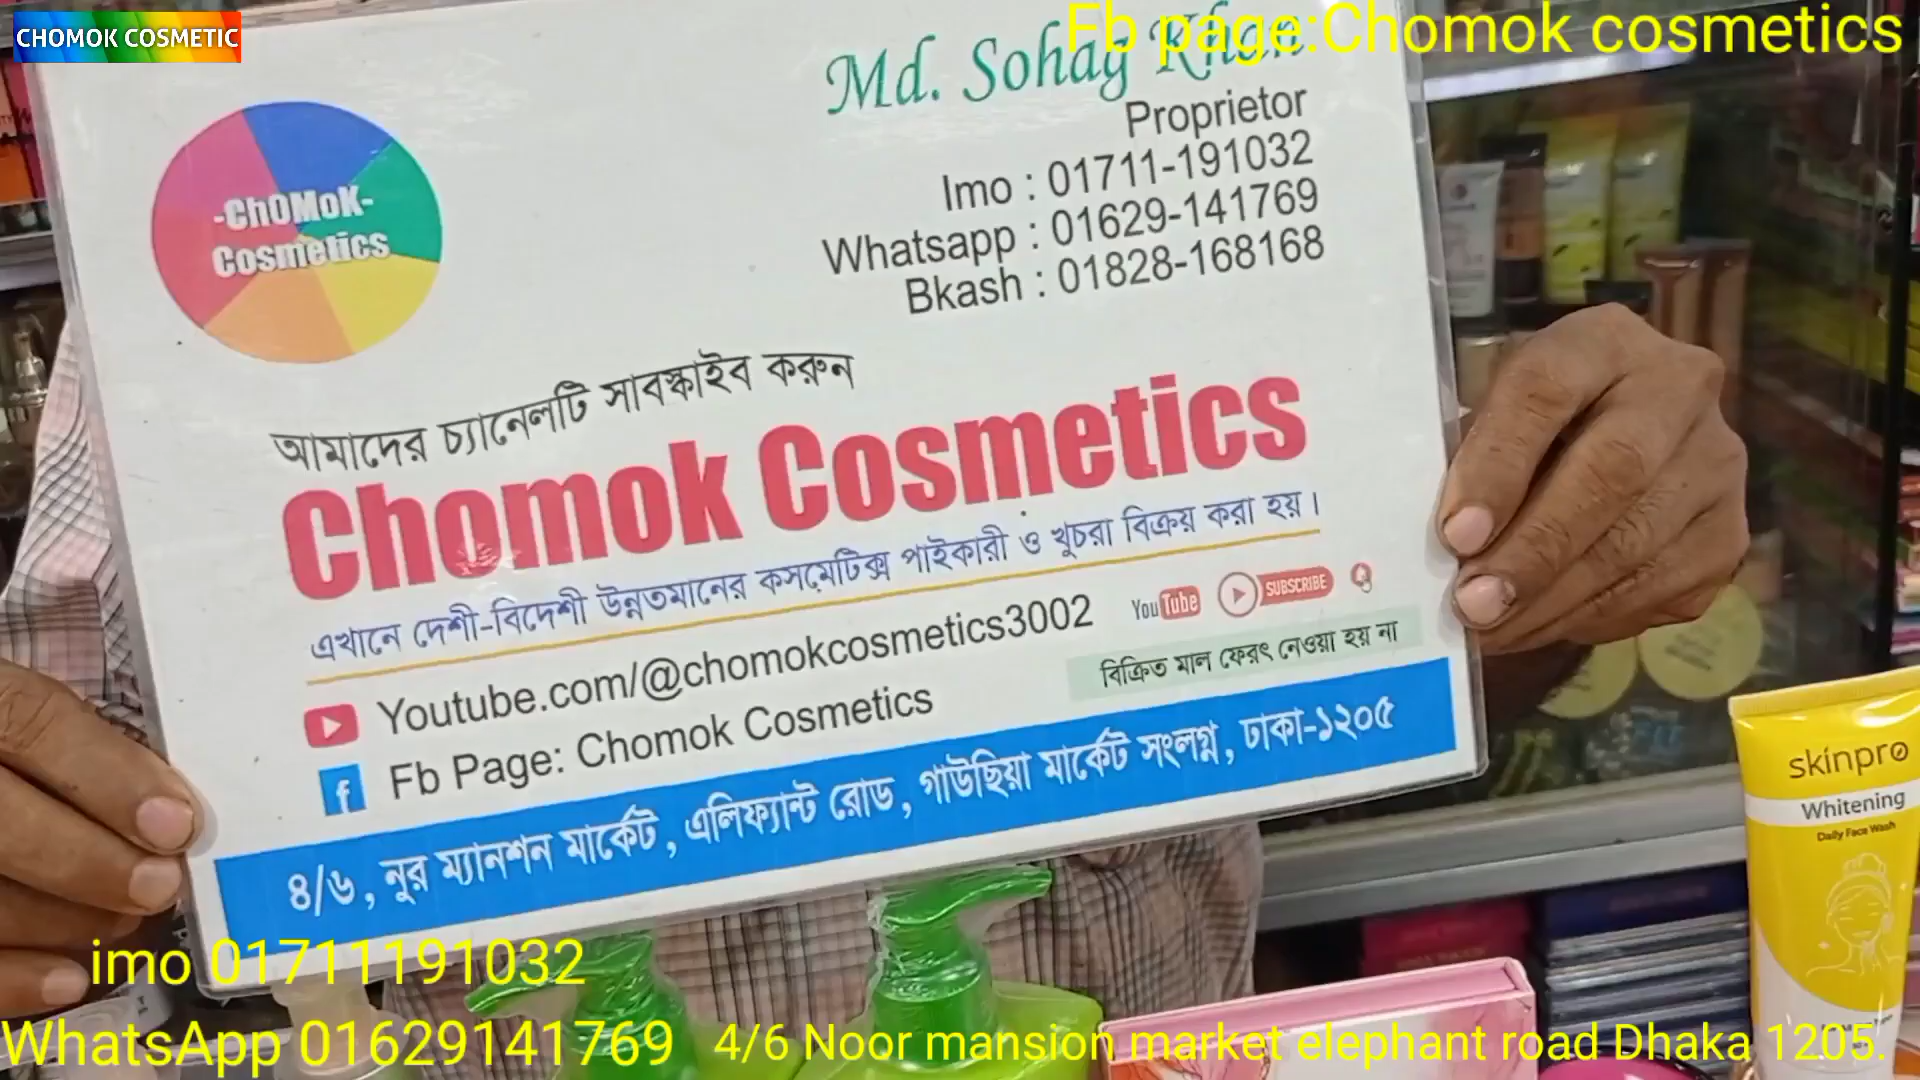 CHOMOK COSMETIC
Fb page:Chomok cosmetics
Md. Sohag Khan
Proprietor
Imo : 01711-191032
Whatsapp : 01629-141769
Bkash : 01828-168168
-ChOMoK-
Cosmetics
আমাদের চ্যানেলটি সাবস্কাইব করুন
Chomok Cosmetics
এখানে দেশী-বিদেশী উন্নতমানের কসমেটিক্স পাইকারী ও খুচরা বিক্রয় করা হয়।
Youtube.com/@chomokcosmetics3002
YouTube SUBSCRIBE
Fb Page: Chomok Cosmetics
বিক্রিত মাল ফেরৎ নেওয়া হয় না
৪/৬, নুর ম্যানশন মার্কেট, এলিফ্যান্ট রোড, গাউছিয়া মার্কেট সংলগ্ন, ঢাকা-১২০৫
skinpro
Whitening
Daily Face Wash
imo 01711191032
WhatsApp 01629141769
4/6 Noor mansion market elephant road Dhaka 1205.